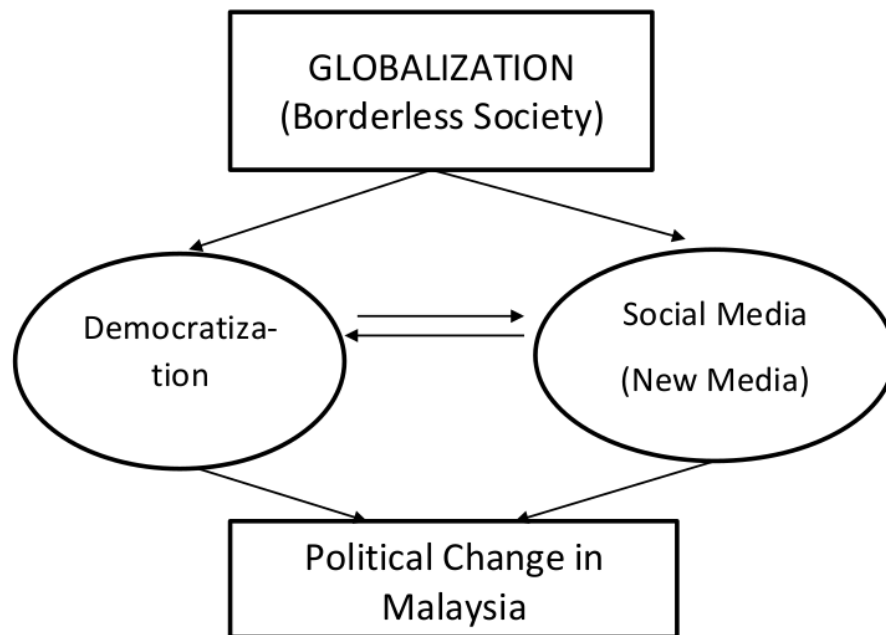 GLOBALIZATION
(Borderless Society)
Democratiza-
tion
Social Media
(New Media)
Political Change in
Malaysia